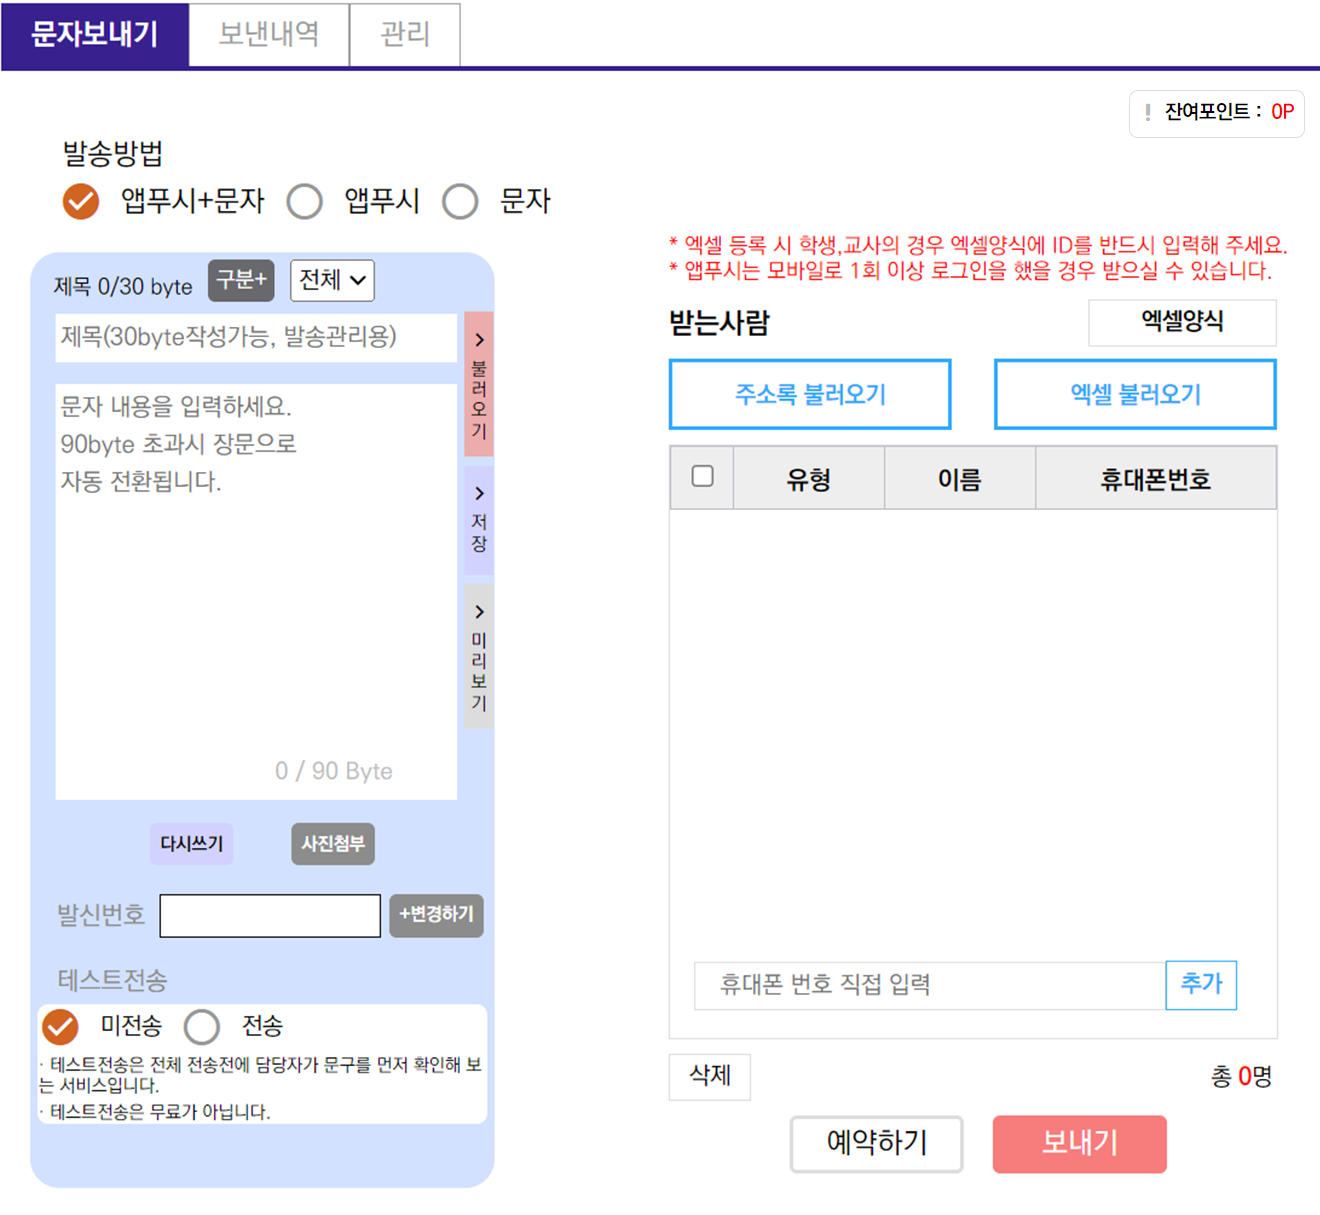 문자보내기 보낸내역 관리
! 잔여포인트 : 0P
발송방법
앱푸시+문자 앱푸시 문자
제목 0/30 byte 구분+ 전체
제목(30byte작성가능, 발송관리용)
문자 내용을 입력하세요.
90byte 초과시 장문으로
자동 전환됩니다.
0 / 90 Byte
> 불러오기
> 저장
> 미리보기
다시쓰기 사진첨부
발신번호 +변경하기
테스트전송
미전송 전송
· 테스트전송은 전체 전송전에 담당자가 문구를 먼저 확인해 보
는 서비스입니다.
· 테스트전송은 무료가 아닙니다.
* 엑셀 등록 시 학생,교사의 경우 엑셀양식에 ID를 반드시 입력해 주세요.
* 앱푸시는 모바일로 1회 이상 로그인을 했을 경우 받으실 수 있습니다.
받는사람 엑셀양식
주소록 불러오기 엑셀 불러오기
유형 이름 휴대폰번호
휴대폰 번호 직접 입력 추가
삭제 총 0명
예약하기 보내기